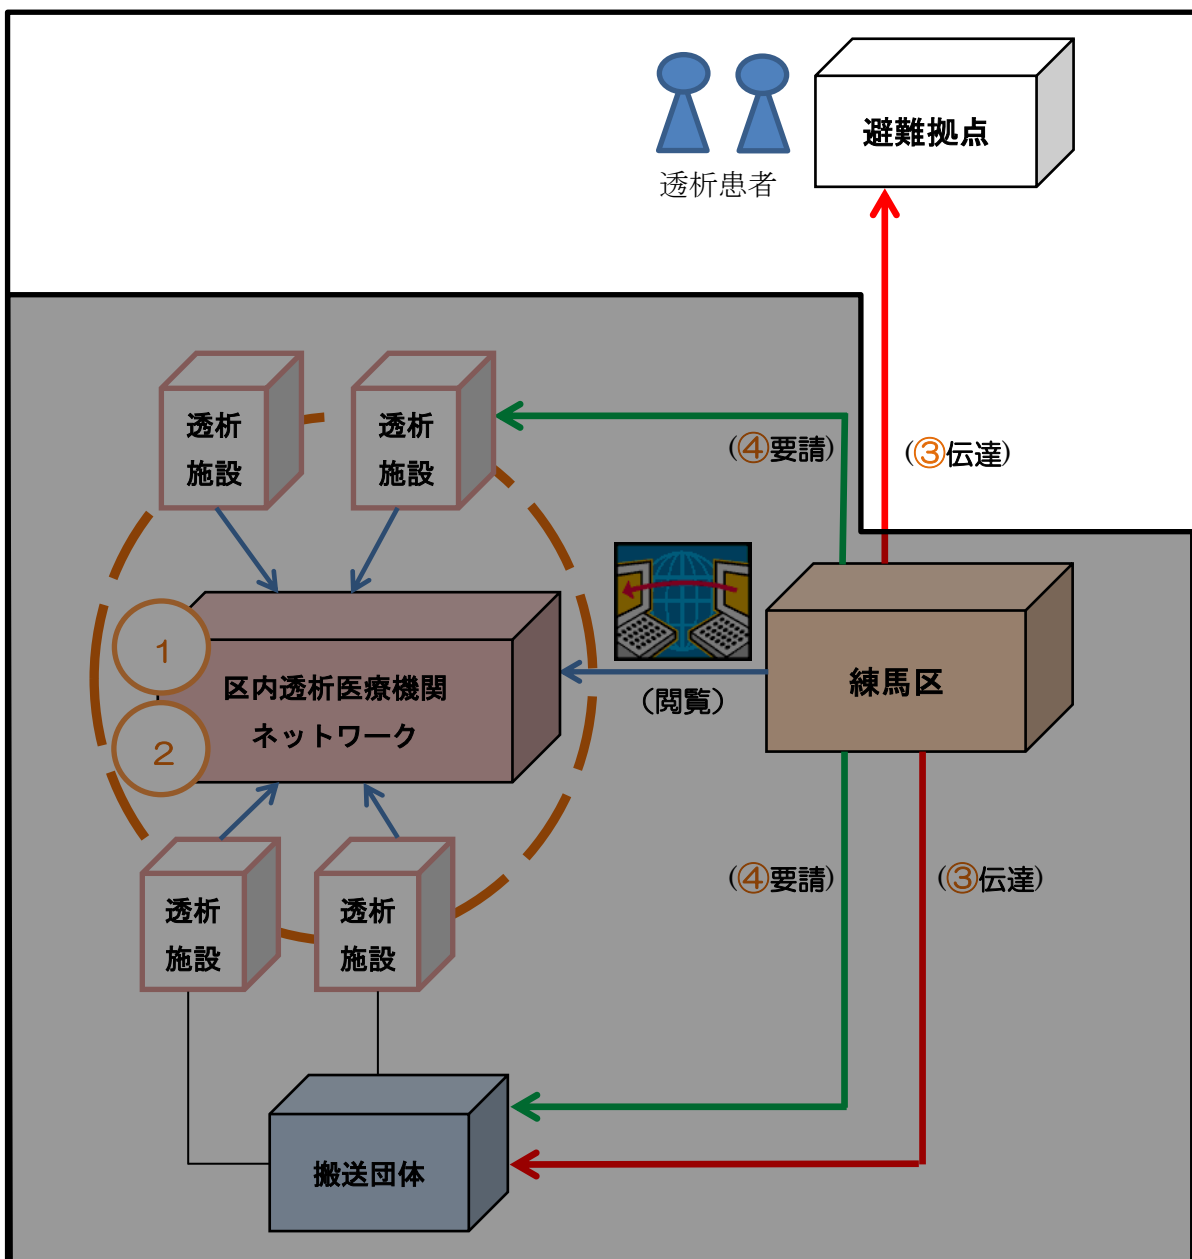 避難拠点
透析患者
透析
施設
透析
施設
(④要請)
(③伝達)
1
区内透析医療機関
ネットワーク
2
(閲覧)
練馬区
(④要請)
(③伝達)
透析
施設
透析
施設
搬送団体